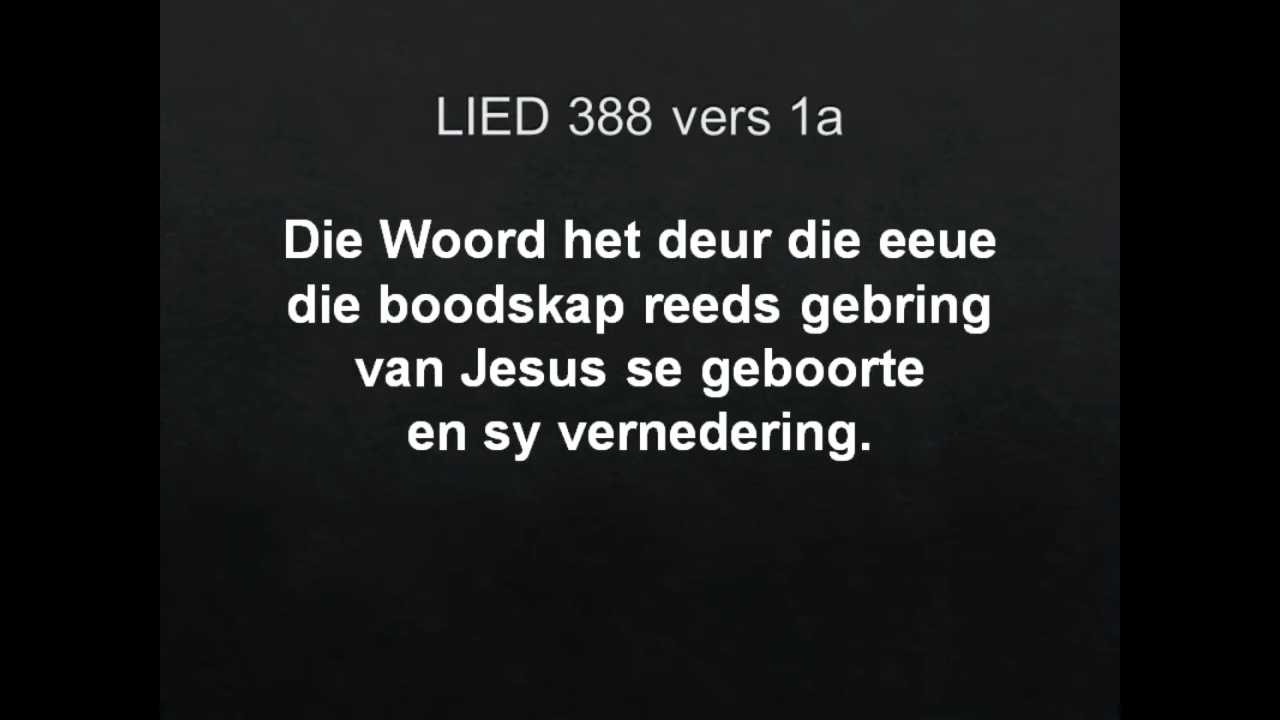 LIED 388 vers 1a
Die Woord het deur die eeue
die boodskap reeds gebring
van Jesus se geboorte
en sy vernedering.